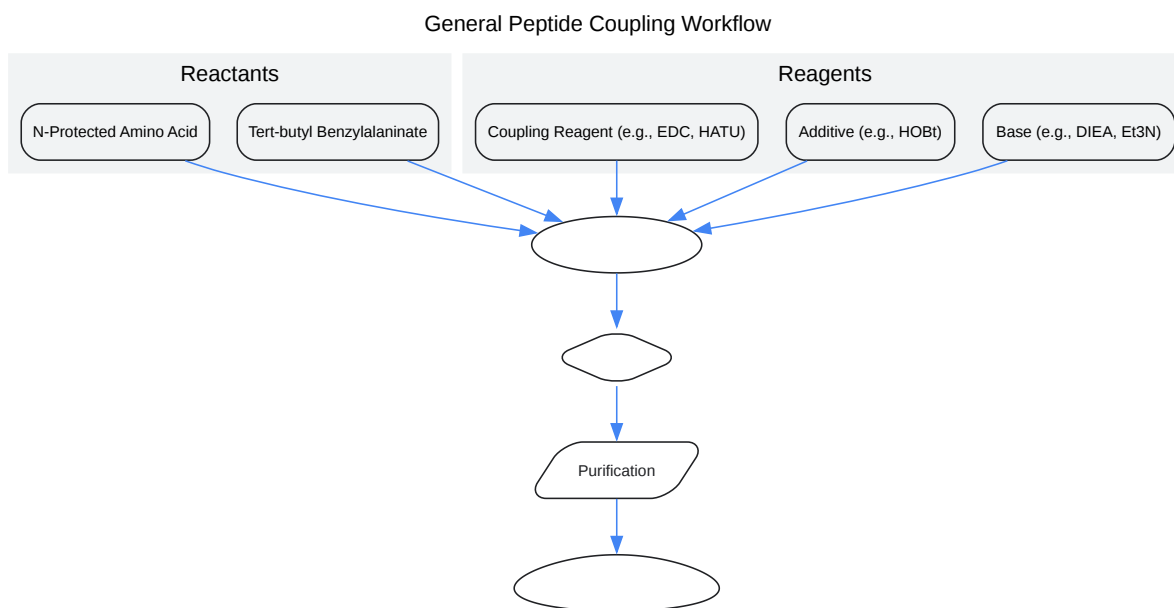 General Peptide Coupling Workflow
Reactants
Reagents
N-Protected Amino Acid
Tert-butyl Benzylalaninate
Coupling Reagent (e.g., EDC, HATU)
Additive (e.g., HOBt)
Base (e.g., DIEA, Et3N)
Purification